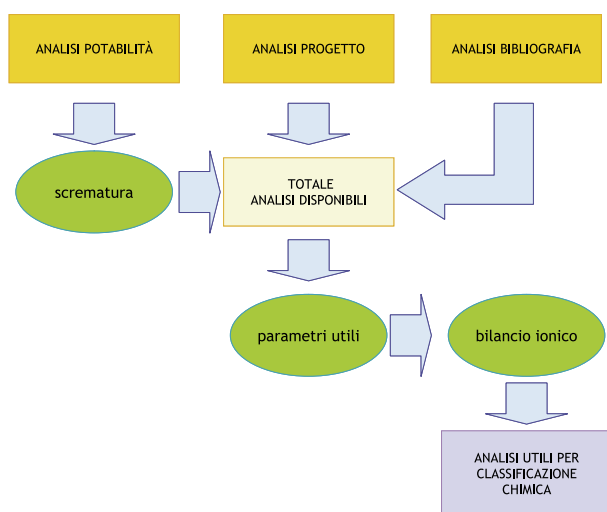 ANALISI POTABILITÀ
ANALISI PROGETTO
ANALISI BIBLIOGRAFIA
scrematura
TOTALE
ANALISI DISPONIBILI
parametri utili
bilancio ionico
ANALISI UTILI PER
CLASSIFICAZIONE
CHIMICA